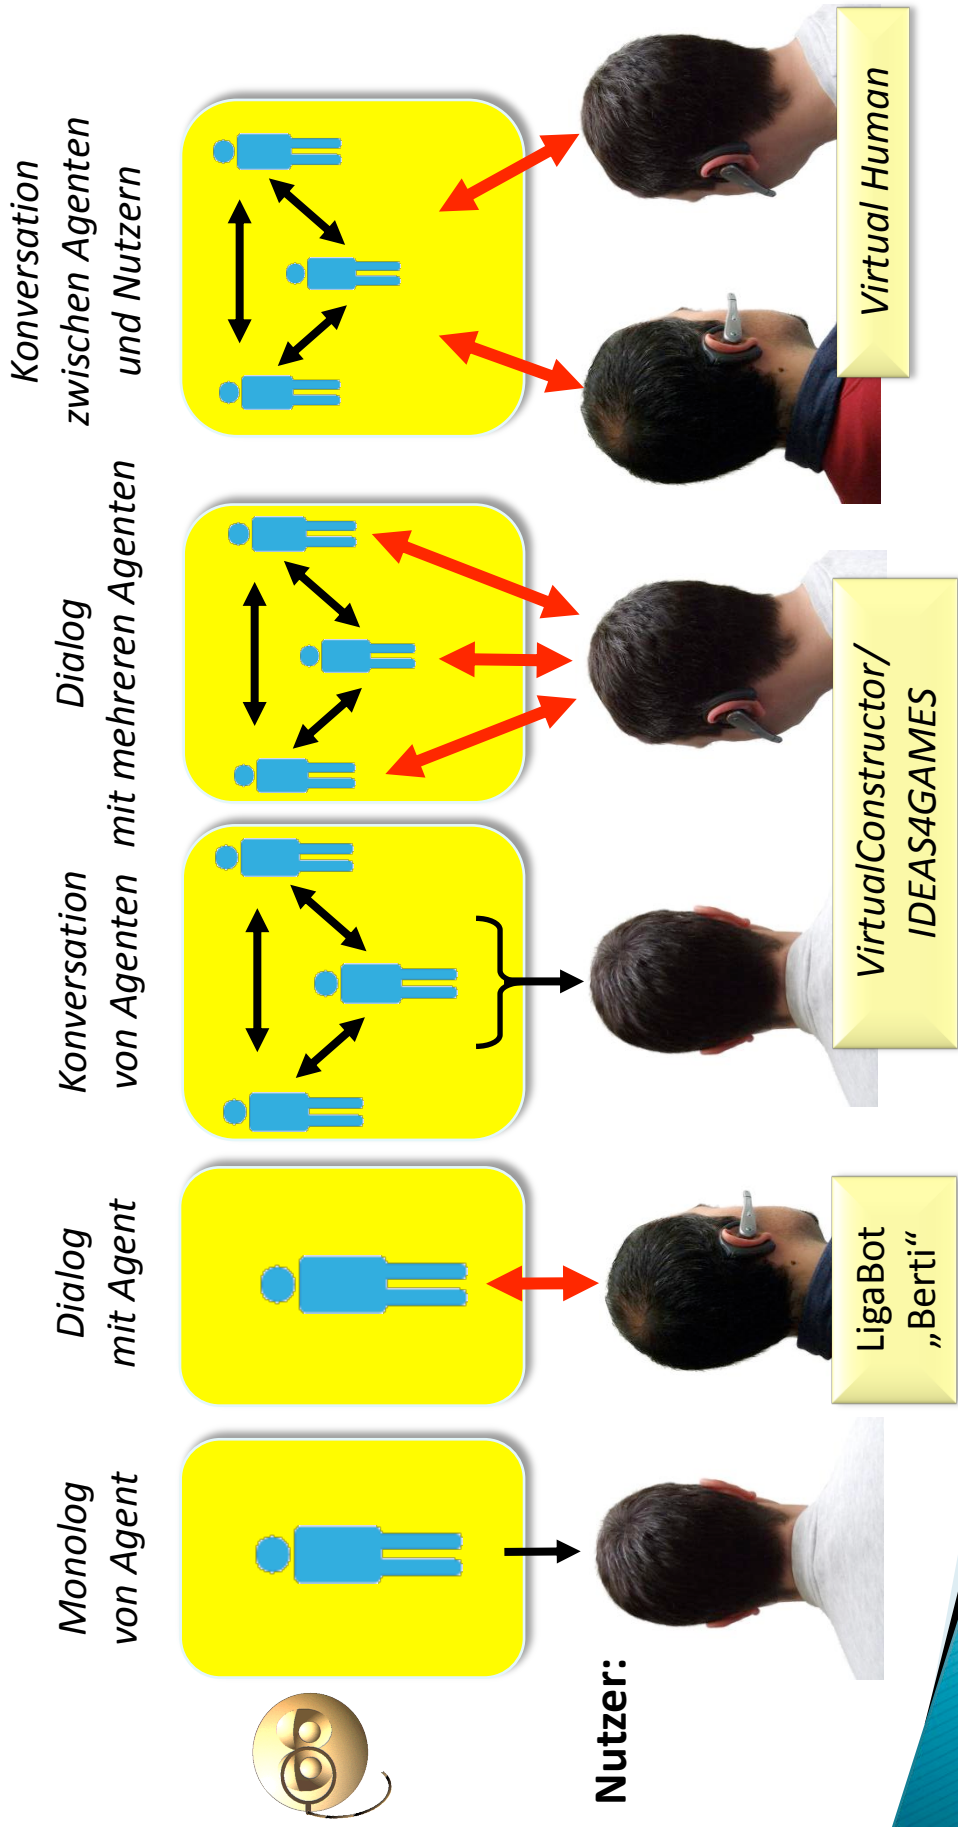 Monolog
von Agent
Dialog
mit Agent
Konversation
von Agenten
Dialog
mit mehreren Agenten
Konversation
zwischen Agenten
und Nutzern
Nutzer:
LigaBot
„Berti“
VirtualConstructor/
IDEAS4GAMES
Virtual Human